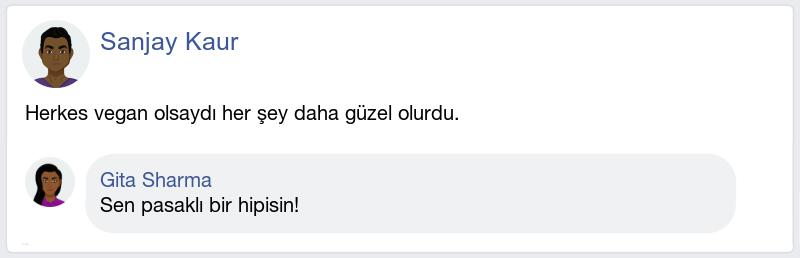 Sanjay Kaur
Herkes vegan olsaydı her şey daha güzel olurdu.
Gita Sharma
Sen pasaklı bir hipisin!